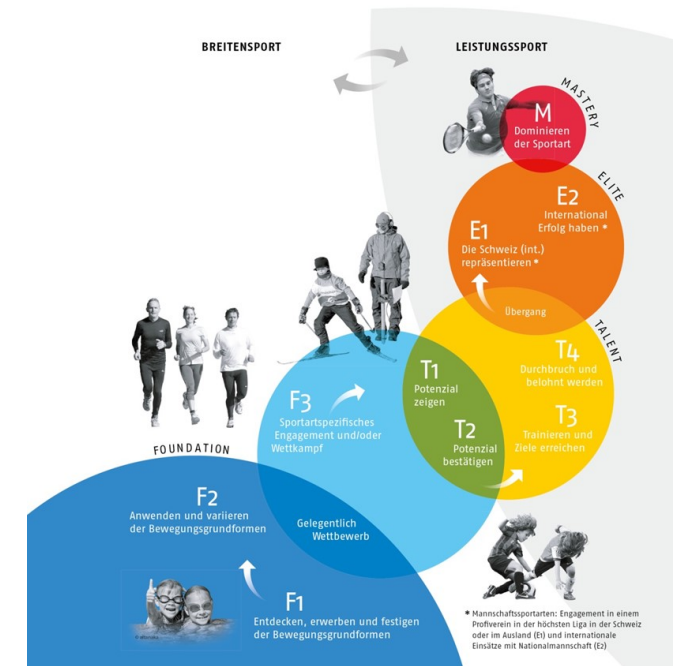 BREITENSPORT
LEISTUNGSSPORT
MASTERY
M
Dominieren
der Sportart
ELITE
E2
International
Erfolg haben *
E1
Die Schweiz (int.)
repräsentieren *
Übergang
TALENT
T4
Durchbruch und
belohnt werden
T1
Potenzial
zeigen
T3
Trainieren und
Ziele erreichen
T2
Potenzial
bestätigen
F3
Sportartspezifisches
Engagement und/oder
Wettkampf
FOUNDATION
F2
Anwenden und variieren
der Bewegungsgrundformen
Gelegentlich
Wettbewerb
F1
Entdecken, erwerben und festigen
der Bewegungsgrundformen
* Mannschaftsportarten: Engagement in einem
Profiverein in der höchsten Liga in der Schweiz
oder im Ausland (E1) und internationale
Einsätze mit Nationalmannschaft (E2)